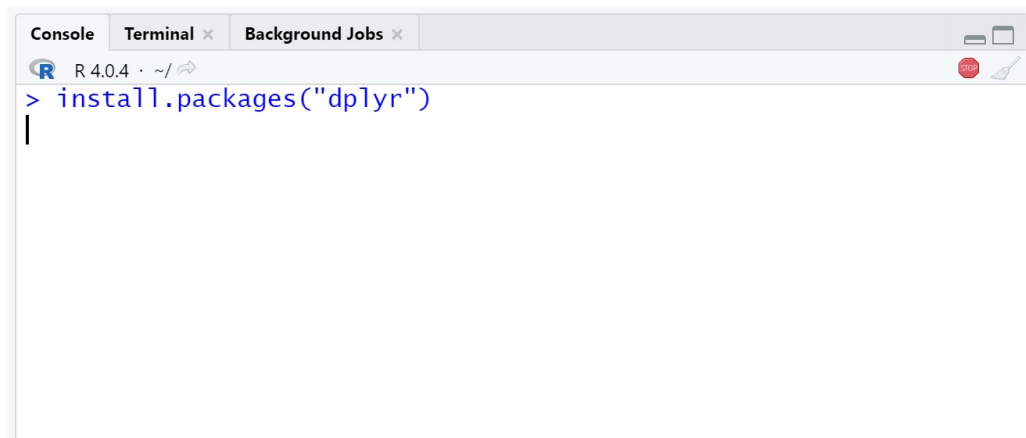 Console Terminal × Background Jobs ×
R R 4.0.4 · ~/ STOP
> install.packages("dplyr")